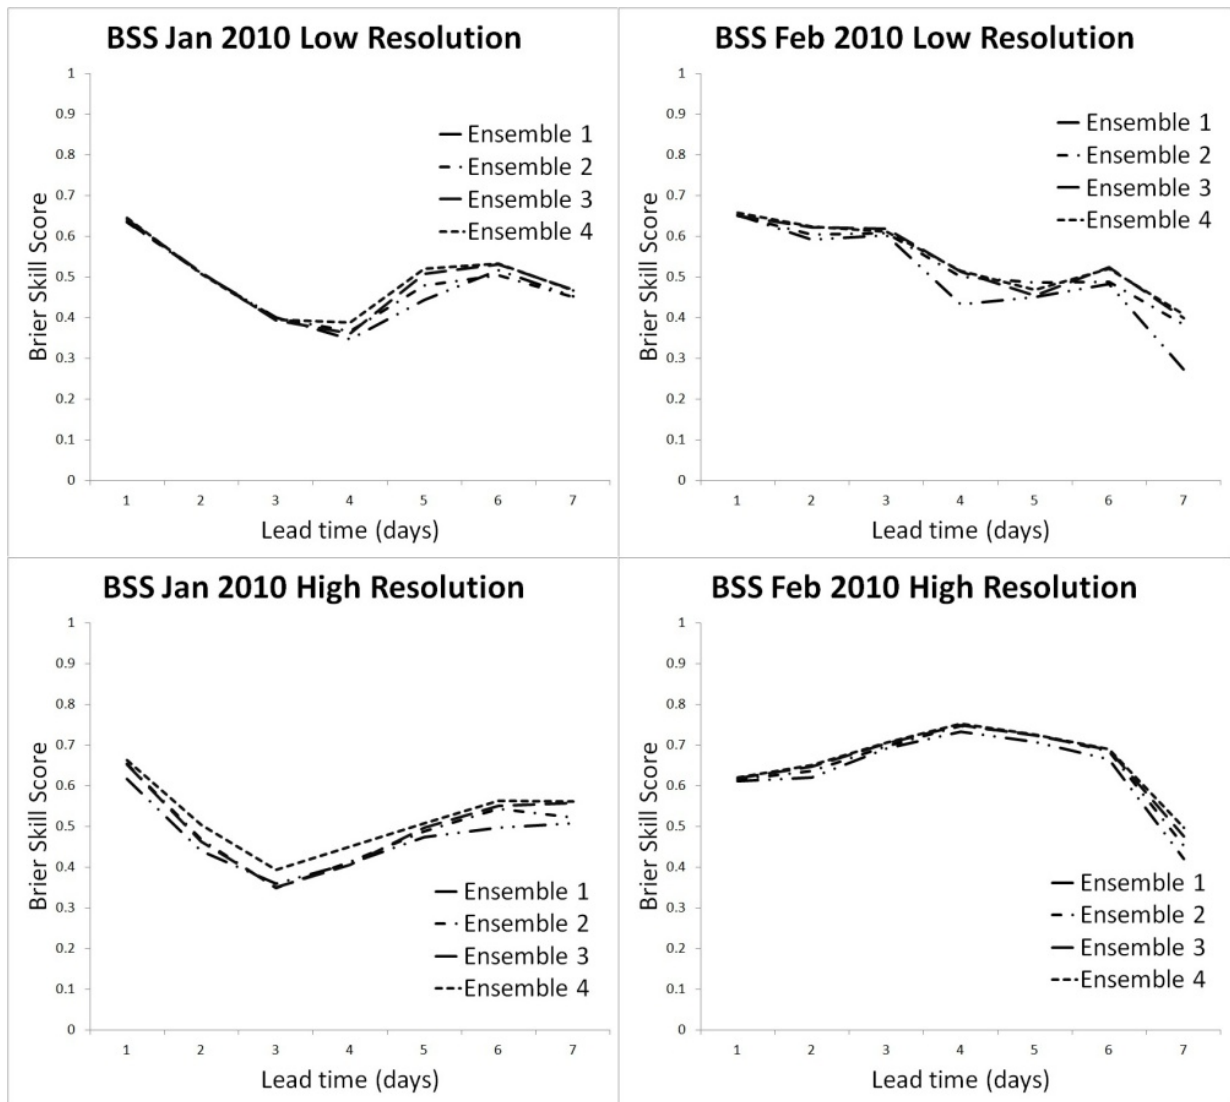 BSS Jan 2010 Low Resolution
1
0.9
0.8
0.7
0.6
0.5
0.4
0.3
0.2
0.1
0
Brier Skill Score
Ensemble 1
Ensemble 2
Ensemble 3
Ensemble 4
1 2 3 4 5 6 7
Lead time (days)
BSS Feb 2010 Low Resolution
1
0.9
0.8
0.7
0.6
0.5
0.4
0.3
0.2
0.1
0
Brier Skill Score
Ensemble 1
Ensemble 2
Ensemble 3
Ensemble 4
1 2 3 4 5 6 7
Lead time (days)
BSS Jan 2010 High Resolution
1
0.9
0.8
0.7
0.6
0.5
0.4
0.3
0.2
0.1
0
Brier Skill Score
Ensemble 1
Ensemble 2
Ensemble 3
Ensemble 4
1 2 3 4 5 6 7
Lead time (days)
BSS Feb 2010 High Resolution
1
0.9
0.8
0.7
0.6
0.5
0.4
0.3
0.2
0.1
0
Brier Skill Score
Ensemble 1
Ensemble 2
Ensemble 3
Ensemble 4
1 2 3 4 5 6 7
Lead time (days)